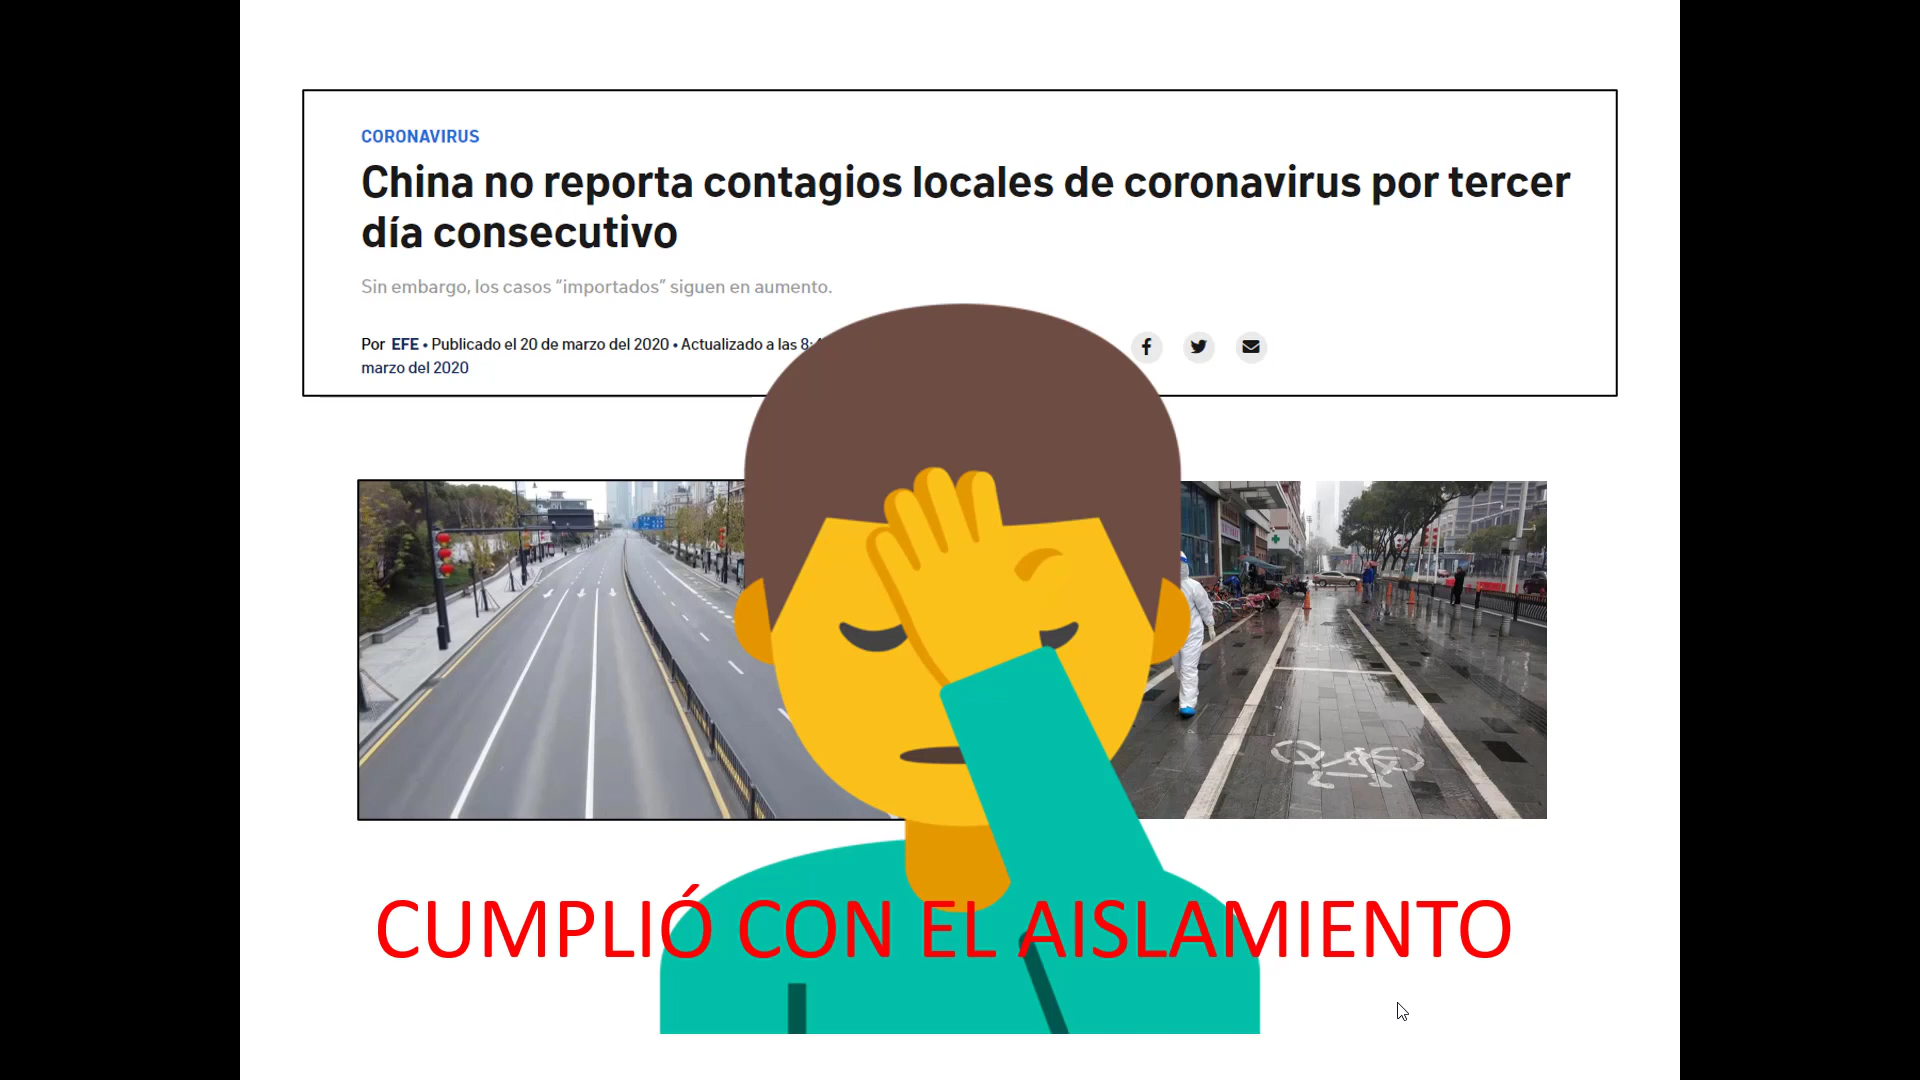 CORONAVIRUS
China no reporta contagios locales de coronavirus por tercer
día consecutivo
Sin embargo, los casos “importados” siguen en aumento.
Por EFE • Publicado el 20 de marzo del 2020 • Actualizado a las
marzo del 2020
CUMPLIÓ CON EL AISLAMIENTO